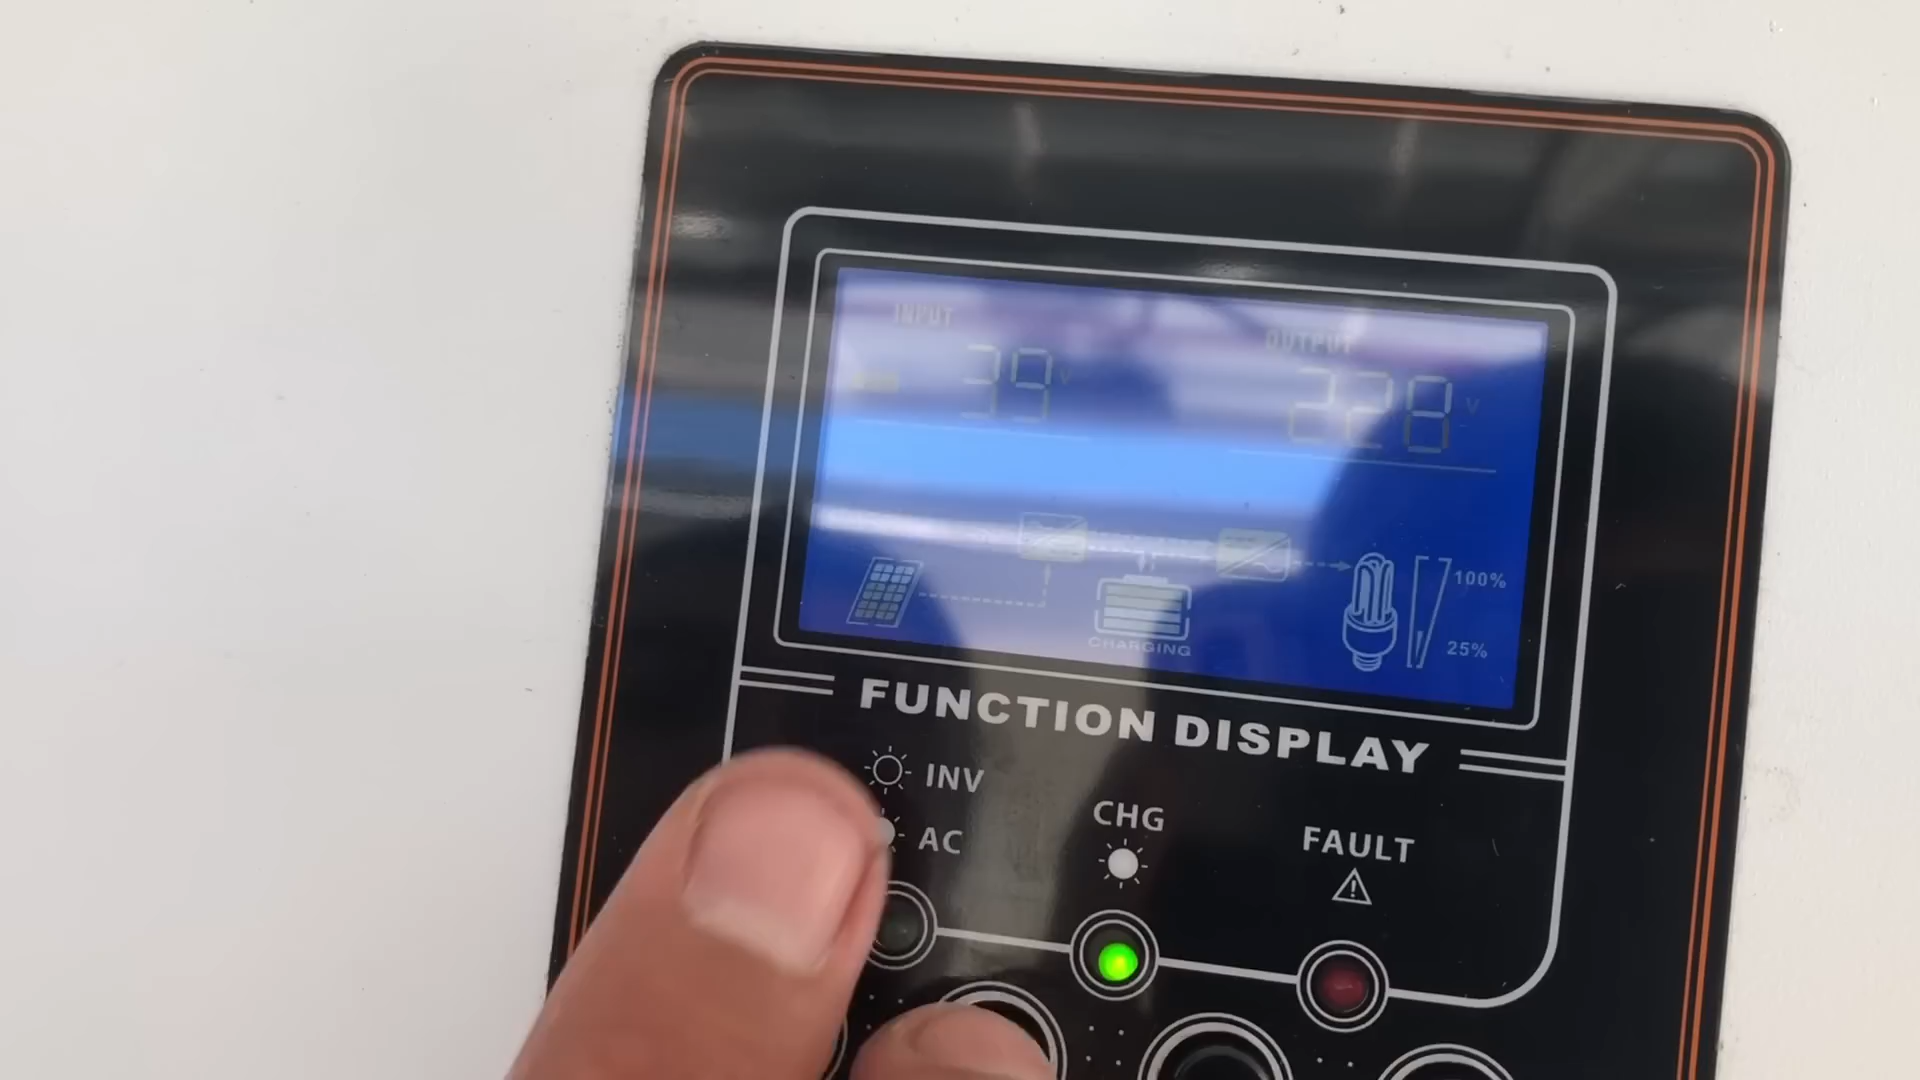 INPUT
OUTPUT
39 V
228 V
100%
25%
CHARGING
FUNCTION DISPLAY
INV
AC
CHG
FAULT